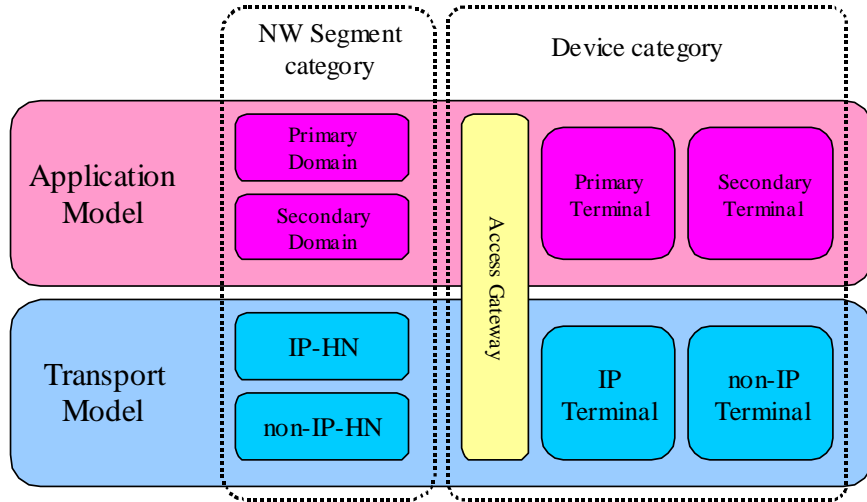 NW Segment
category
Device category
Application
Model
Primary
Domain
Secondary
Domain
Access Gateway
Primary
Terminal
Secondary
Terminal
Transport
Model
IP-HN
non-IP-HN
IP
Terminal
non-IP
Terminal